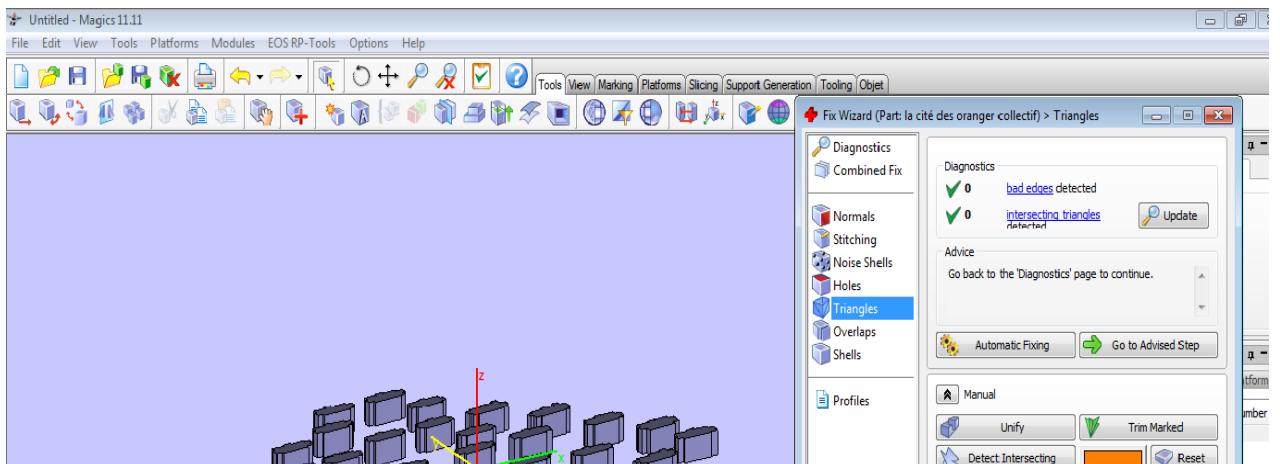 Untitled - Magics 11.11
File Edit View Tools Platforms Modules EOS RP-Tools Options Help
Tools View Marking Platforms Slicing Support Generation Tooling Objet
Fix Wizard (Part: la cité des oranger collectif) > Triangles
Diagnostics
Combined Fix
Normals
Stitching
Noise Shells
Holes
Triangles
Overlaps
Shells
Profiles
Diagnostics
0 bad edges detected
0 intersecting triangles
detected
Update
Advice
Go back to the 'Diagnostics' page to continue.
Automatic Fixing Go to Advised Step
Manual
Unify Trim Marked
Detect Intersecting Reset
z
x